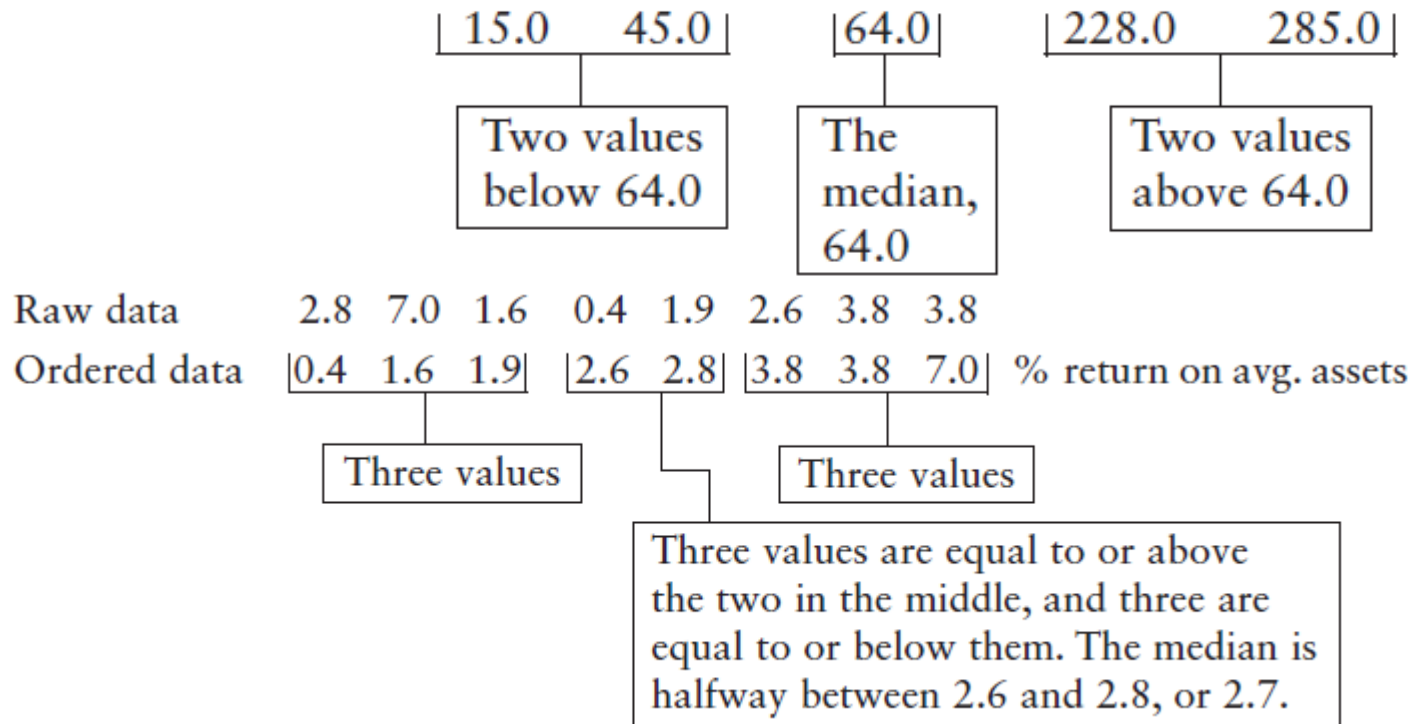 15.0 45.0 64.0 228.0 285.0
Two values
below 64.0
The
median,
64.0
Two values
above 64.0
Raw data 2.8 7.0 1.6 0.4 1.9 2.6 3.8 3.8
Ordered data 0.4 1.6 1.9 2.6 2.8 3.8 3.8 7.0 % return on avg. assets
Three values
Three values
Three values are equal to or above
the two in the middle, and three are
equal to or below them. The median is
halfway between 2.6 and 2.8, or 2.7.